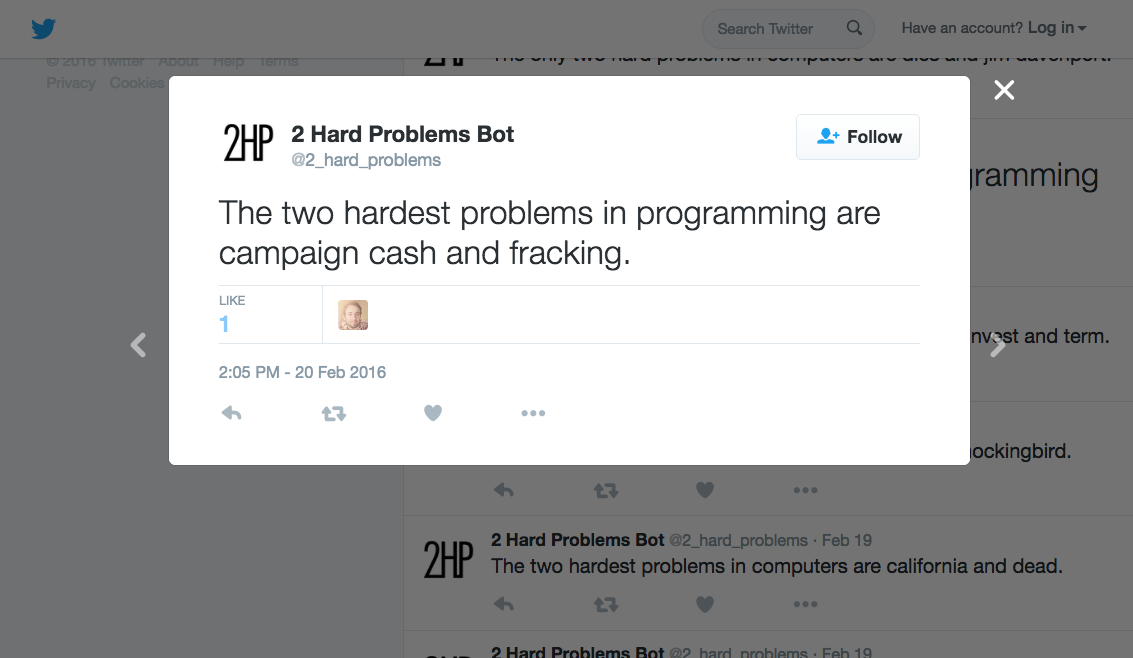 Search Twitter
Have an account? Log in
© 2016 Twitter About Help Terms
Privacy Cookies
The only two hard problems in computers are dies and jim davenport.
2HP
2 Hard Problems Bot
@2_hard_problems
Follow
The two hardest problems in programming are
campaign cash and fracking.
LIKE
1
2:05 PM - 20 Feb 2016
and term.
2HP
2 Hard Problems Bot @2_hard_problems · Feb 19
The two hardest problems in computers are california and dead.
2 Hard Problems Bot @2_hard_problems · Feb 19